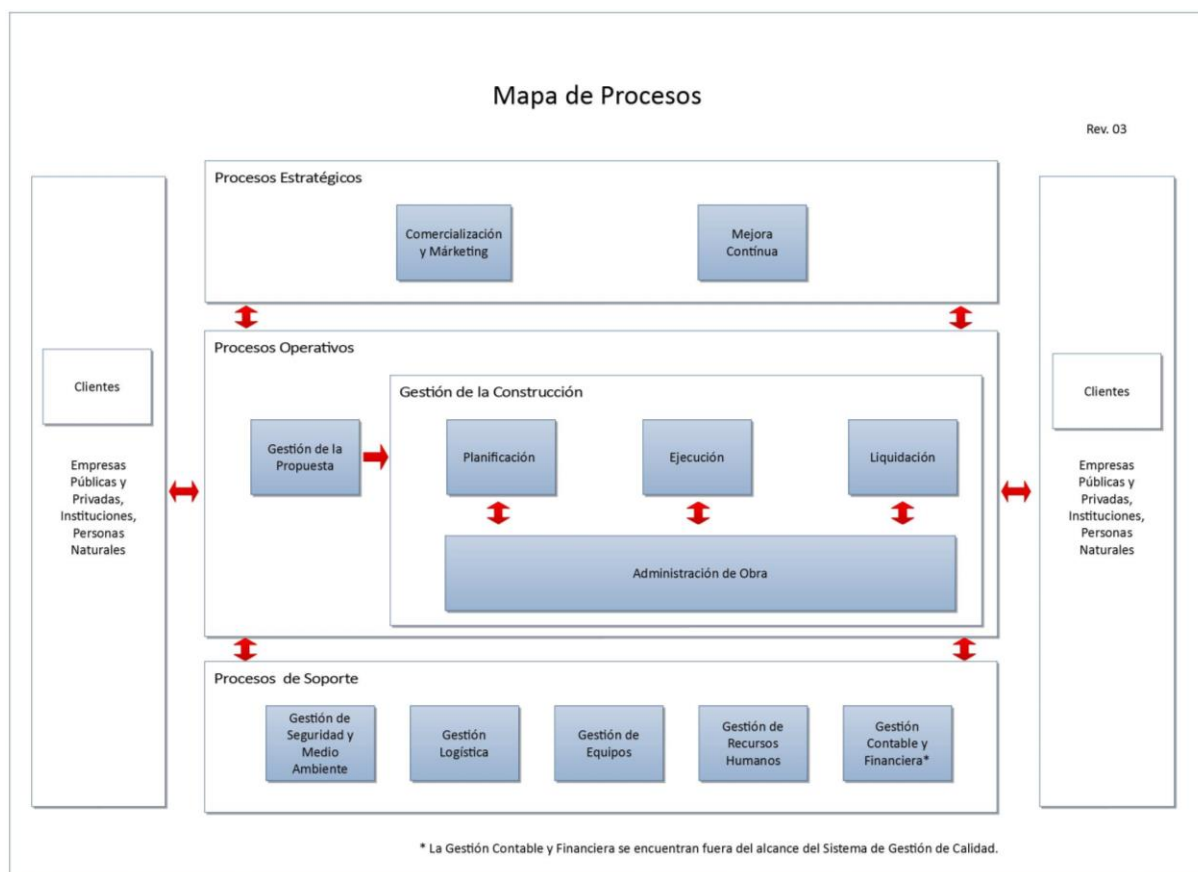 Mapa de Procesos
Rev. 03
Procesos Estratégicos
Comercialización
y Márketing
Mejora
Contínua
Clientes
Empresas
Públicas y
Privadas,
Instituciones,
Personas
Naturales
Procesos Operativos
Gestión de la
Propuesta
Gestión de la Construcción
Planificación
Ejecución
Liquidación
Administración de Obra
Clientes
Empresas
Públicas y
Privadas,
Instituciones,
Personas
Naturales
Procesos de Soporte
Gestión de
Seguridad y
Medio
Ambiente
Gestión
Logística
Gestión de
Equipos
Gestión de
Recursos
Humanos
Gestión
Contable y
Financiera*
* La Gestión Contable y Financiera se encuentran fuera del alcance del Sistema de Gestión de Calidad.